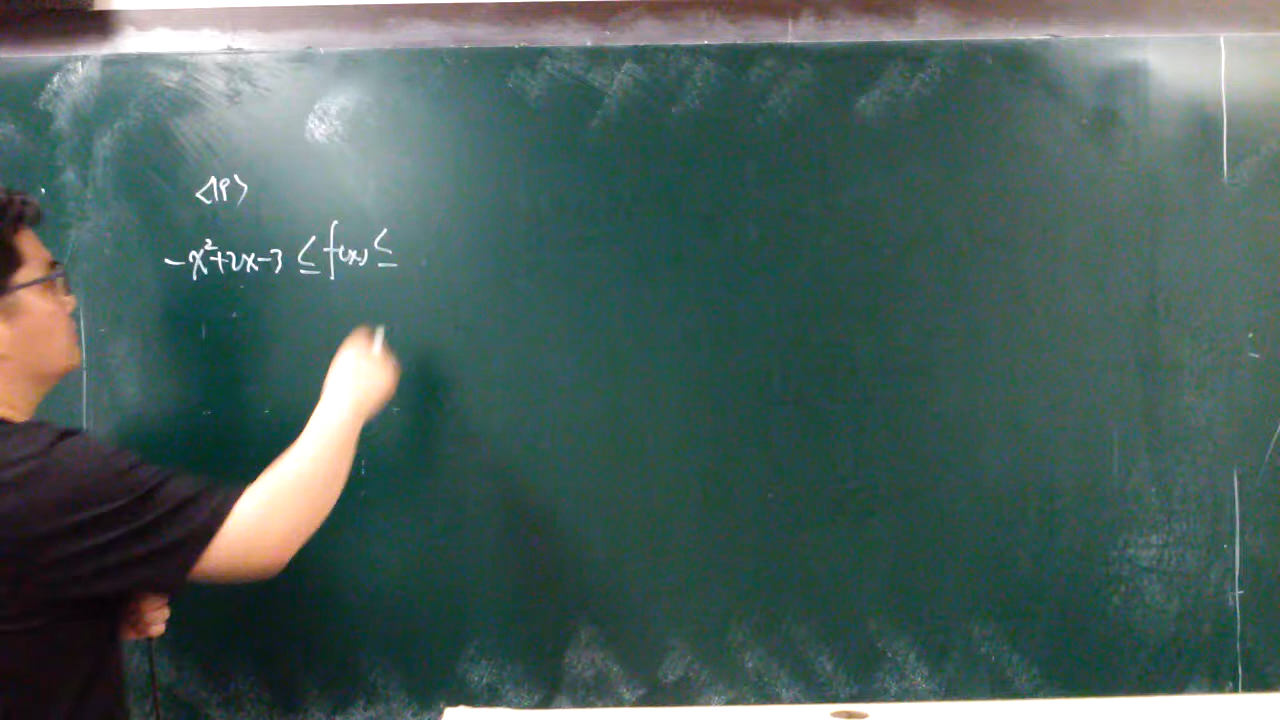 <19>
-x²+2x-3 ≤ f(x) ≤